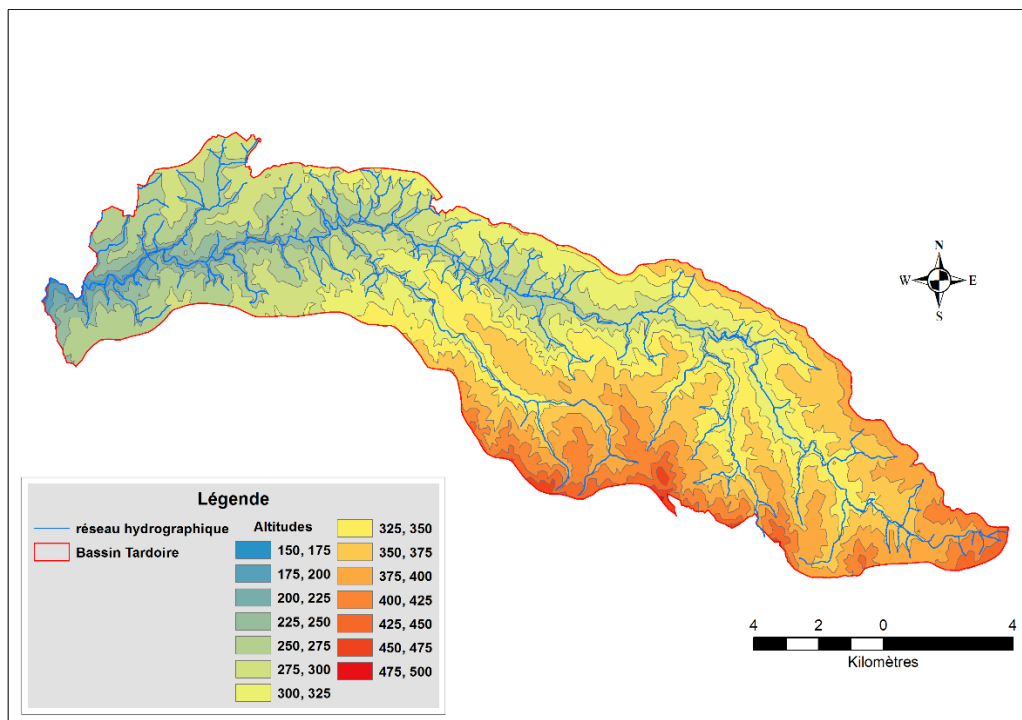 N
W E
S
Légende
réseau hydrographique
Bassin Tardoire
Altitudes
150, 175
175, 200
200, 225
225, 250
250, 275
275, 300
300, 325
325, 350
350, 375
375, 400
400, 425
425, 450
450, 475
475, 500
4 2 0 4
Kilomètres